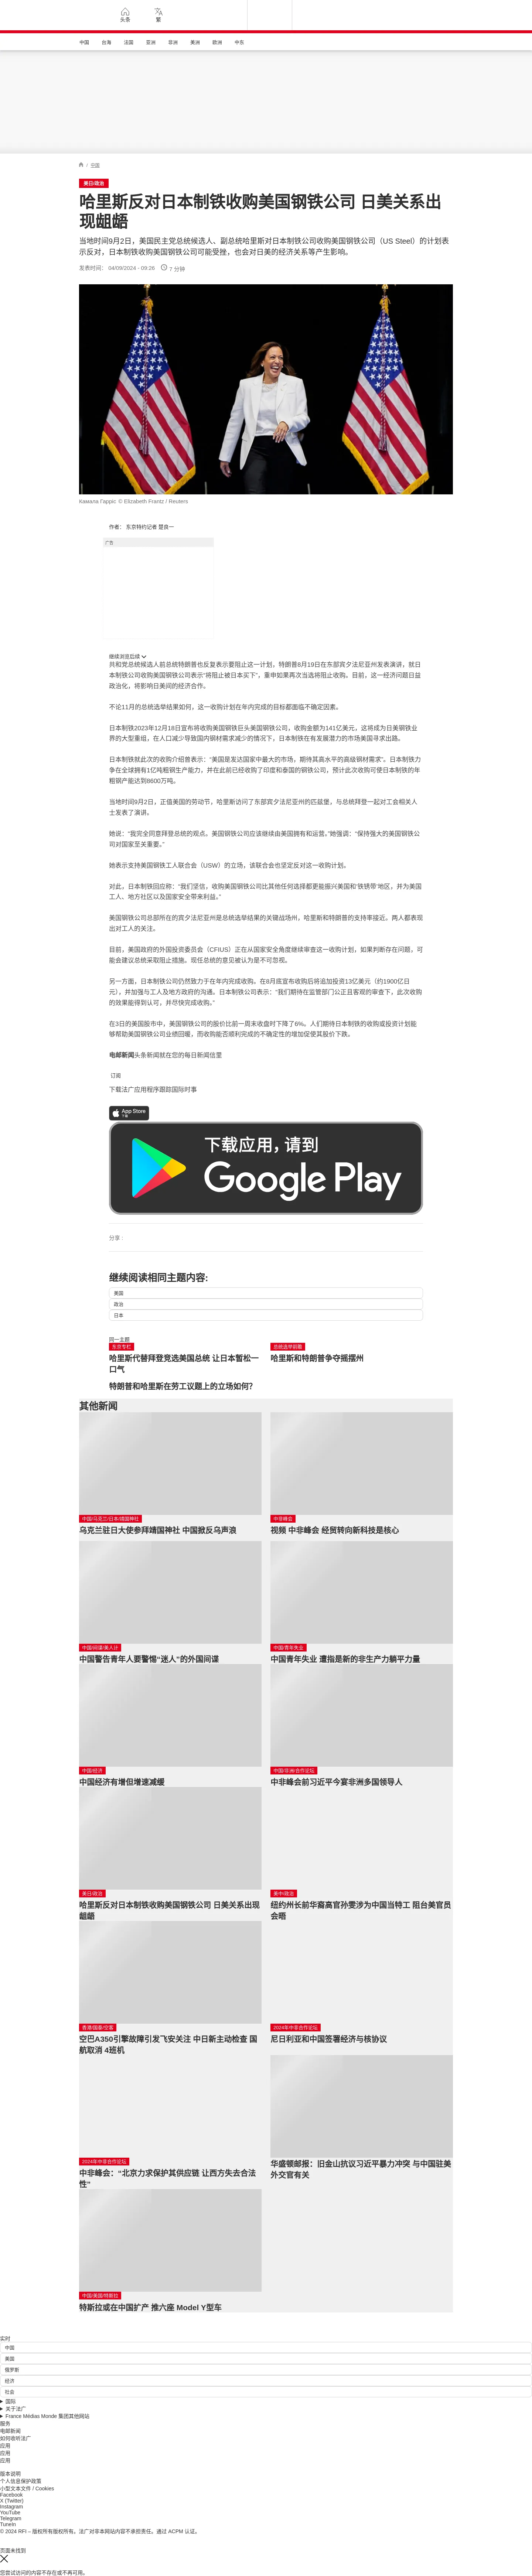 头条
繁
中国
台海
法国
亚洲
非洲
美洲
欧洲
中东
/ 中国
美日/政治
哈里斯反对日本制铁收购美国钢铁公司 日美关系出
现龃龉
当地时间9月2日，美国民主党总统候选人、副总统哈里斯对日本制铁公司收购美国钢铁公司（US Steel）的计划表
示反对，日本制铁收购美国钢铁公司可能受挫，也会对日美的经济关系等产生影响。
发表时间： 04/09/2024 - 09:26
7 分钟
Камала Гарріс © Elizabeth Frantz / Reuters
作者： 东京特约记者 楚良一
广告
继续浏览后续
共和党总统候选人前总统特朗普也反复表示要阻止这一计划，特朗普8月19日在东部宾夕法尼亚州发表演讲，就日
本制铁公司收购美国钢铁公司表示“将阻止被日本买下”，重申如果再次当选将阻止收购。目前，这一经济问题日益
政治化，将影响日美间的经济合作。
不论11月的总统选举结果如何，这一收购计划在年内完成的目标都面临不确定因素。
日本制铁2023年12月18日宣布将收购美国钢铁巨头美国钢铁公司，收购金额为141亿美元，这将成为日美钢铁业
界的大型重组，在人口减少导致国内钢材需求减少的情况下，日本制铁在有发展潜力的市场美国寻求出路。
日本制铁就此次的收购介绍者曾表示：“美国是发达国家中最大的市场，期待其高水平的高级钢材需求”。日本制铁力
争在全球拥有1亿吨粗钢生产能力，并在此前已经收购了印度和泰国的钢铁公司，预计此次收购可使日本制铁的年
粗钢产能达到8600万吨。
当地时间9月2日，正值美国的劳动节，哈里斯访问了东部宾夕法尼亚州的匹兹堡，与总统拜登一起对工会相关人
士发表了演讲。
她说：“我完全同意拜登总统的观点。美国钢铁公司应该继续由美国拥有和运营。”她强调：“保持强大的美国钢铁公
司对国家至关重要。”
她表示支持美国钢铁工人联合会（USW）的立场，该联合会也坚定反对这一收购计划。
对此，日本制铁回应称：“我们坚信，收购美国钢铁公司比其他任何选择都更能振兴美国和‘铁锈带’地区，并为美国
工人、地方社区以及国家安全带来利益。”
美国钢铁公司总部所在的宾夕法尼亚州是总统选举结果的关键战场州，哈里斯和特朗普的支持率接近。两人都表现
出对工人的关注。
目前，美国政府的外国投资委员会（CFIUS）正在从国家安全角度继续审查这一收购计划，如果判断存在问题，可
能会建议总统采取阻止措施。现任总统的意见被认为是不可忽视。
另一方面，日本制铁公司仍然致力于在年内完成收购。在8月底宣布收购后将追加投资13亿美元（约1900亿日
元），并加强与工人及地方政府的沟通。日本制铁公司表示：“我们期待在监管部门公正且客观的审查下，此次收购
的效果能得到认可，并尽快完成收购。”
在3日的美国股市中，美国钢铁公司的股价比前一周末收盘时下降了6%。人们期待日本制铁的收购或投资计划能
够帮助美国钢铁公司业绩回暖，而收购能否顺利完成的不确定性的增加促使其股价下跌。
电邮新闻头条新闻就在您的每日新闻信里
订阅
下载法广应用程序跟踪国际时事
App Store
下载
下载应用，请到
Google Play
分享：
继续阅读相同主题内容:
美国
政治
日本
同一主题
东京专栏
哈里斯代替拜登竞选美国总统 让日本暂松一
口气
总统选举前瞻
哈里斯和特朗普争夺摇摆州
特朗普和哈里斯在劳工议题上的立场如何?
其他新闻
中国/乌克兰/日本/靖国神社
乌克兰驻日大使参拜靖国神社 中国掀反乌声浪
中非峰会
视频 中非峰会 经贸转向新科技是核心
中国/间谍/美人计
中国警告青年人要警惕“迷人”的外国间谍
中国/青年失业
中国青年失业 遭指是新的非生产力躺平力量
中国/经济
中国经济有增但增速减缓
中国/非洲/合作论坛
中非峰会前习近平今宴非洲多国领导人
美日/政治
哈里斯反对日本制铁收购美国钢铁公司 日美关系出现
龃龉
美中/政治
纽约州长前华裔高官孙雯涉为中国当特工 阻台美官员
会晤
香港/国泰/空客
空巴A350引擎故障引发飞安关注 中日新主动检查 国
航取消 4班机
2024年中非合作论坛
尼日利亚和中国签署经济与核协议
2024年中非合作论坛
中非峰会：“北京力求保护其供应链 让西方失去合法
性”
华盛顿邮报：旧金山抗议习近平暴力冲突 与中国驻美
外交官有关
中国/美国/特斯拉
特斯拉或在中国扩产 推六座 Model Y型车
实时
中国
美国
俄罗斯
经济
社会
国际
关于法广
France Médias Monde 集团其他网站
服务
电邮新闻
如何收听法广
应用
应用
应用
版本说明
个人信息保护政策
小型文本文件 / Cookies
Facebook
X (Twitter)
Instagram
YouTube
Telegram
TuneIn
© 2024 RFI – 版权所有版权所有。法广对非本网站内容不承担责任。通过 ACPM 认证。
页面未找到
您尝试访问的内容不存在或不再可用。